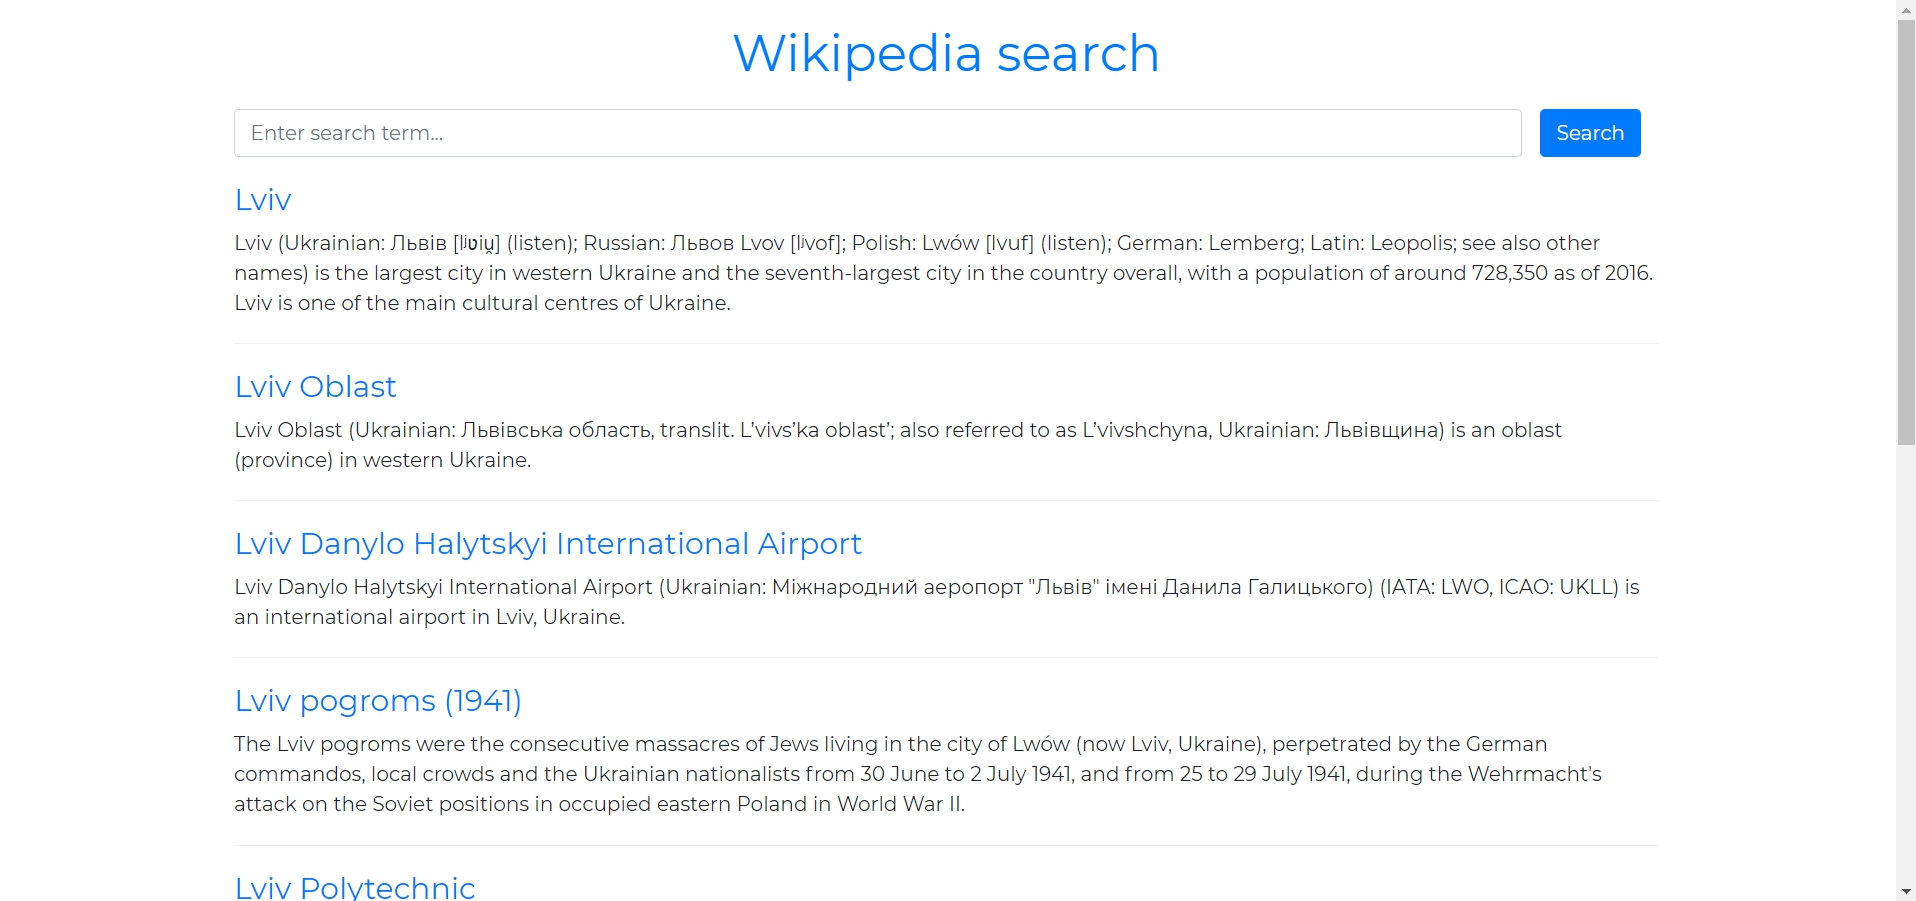 Wikipedia search
Enter search term...
Search
Lviv
Lviv (Ukrainian: Львів [lʲʋiu̯] (listen); Russian: Львов Lvov [lʲvof]; Polish: Lwów [lvuf] (listen); German: Lemberg; Latin: Leopolis; see also other
names) is the largest city in western Ukraine and the seventh-largest city in the country overall, with a population of around 728,350 as of 2016.
Lviv is one of the main cultural centres of Ukraine.
Lviv Oblast
Lviv Oblast (Ukrainian: Львівська область, translit. L’vivs’ka oblast’; also referred to as L’vivshchyna, Ukrainian: Львівщина) is an oblast
(province) in western Ukraine.
Lviv Danylo Halytskyi International Airport
Lviv Danylo Halytskyi International Airport (Ukrainian: Міжнародний аеропорт "Львів" імені Данила Галицького) (IATA: LWO, ICAO: UKLL) is
an international airport in Lviv, Ukraine.
Lviv pogroms (1941)
The Lviv pogroms were the consecutive massacres of Jews living in the city of Lwów (now Lviv, Ukraine), perpetrated by the German
commandos, local crowds and the Ukrainian nationalists from 30 June to 2 July 1941, and from 25 to 29 July 1941, during the Wehrmacht's
attack on the Soviet positions in occupied eastern Poland in World War II.
Lviv Polytechnic